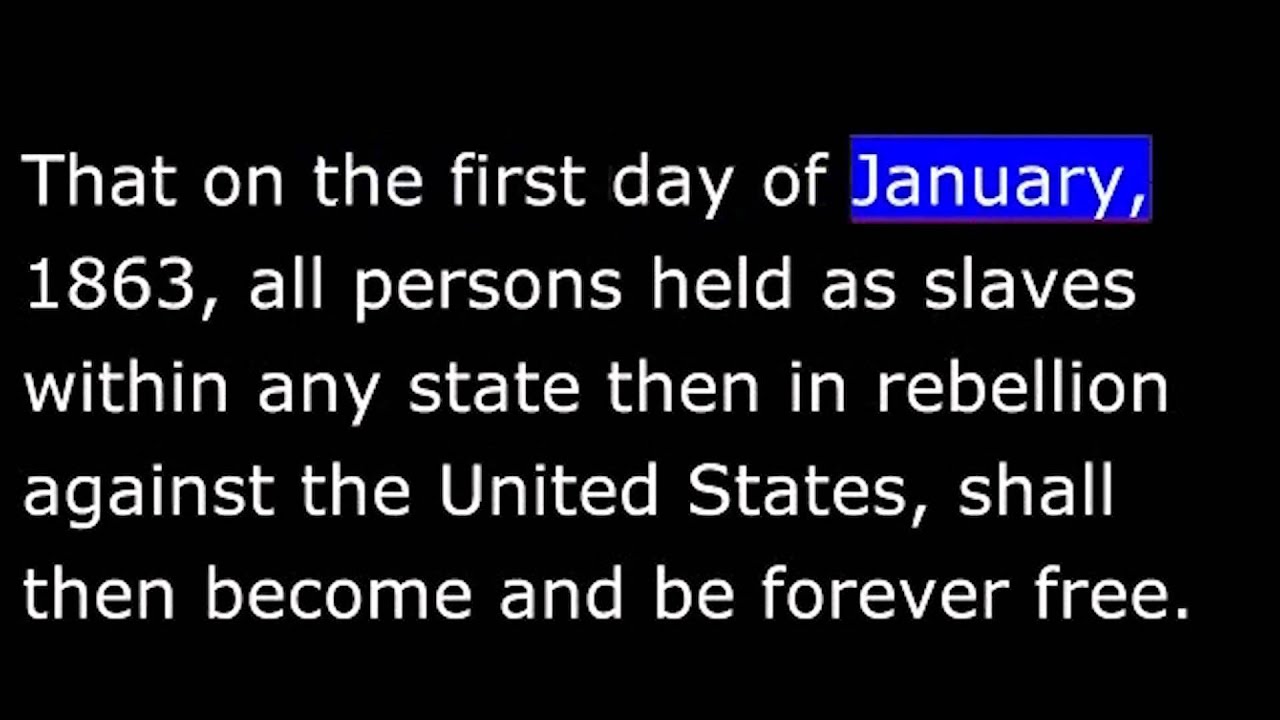 That on the first day of January,
1863, all persons held as slaves
within any state then in rebellion
against the United States, shall
then become and be forever free.